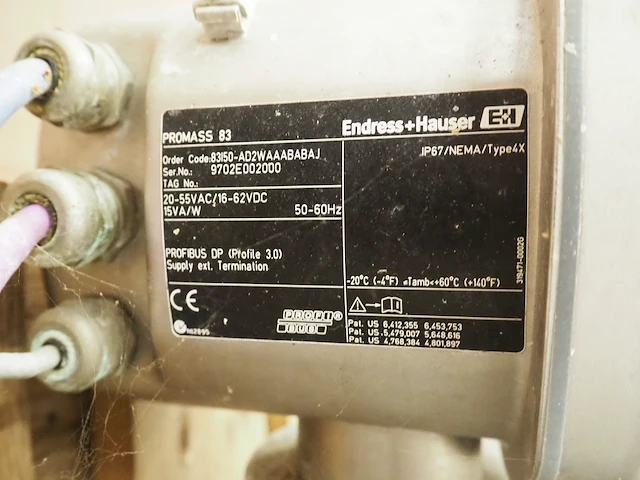 PROMASS 83
Endress+Hauser EH
Order Code:83I50-AD2WAAABABAJ
Ser.No.: 9702E002000
TAG No.:
IP67/NEMA/Type4X
20-55VAC/16-62VDC
15VA/W 50-60Hz
PROFIBUS DP (Profile 3.0)
Supply ext. Termination
-20°C (-4°F) ≤Tamb<+60°C (+140°F)
319471-0002G
CE
N12895
PROFI®
BUS
i
Pat. US 6,412,355 6,453,753
Pat. US 5,479,007 5,648,616
Pat. US 4,768,384 4,801,897